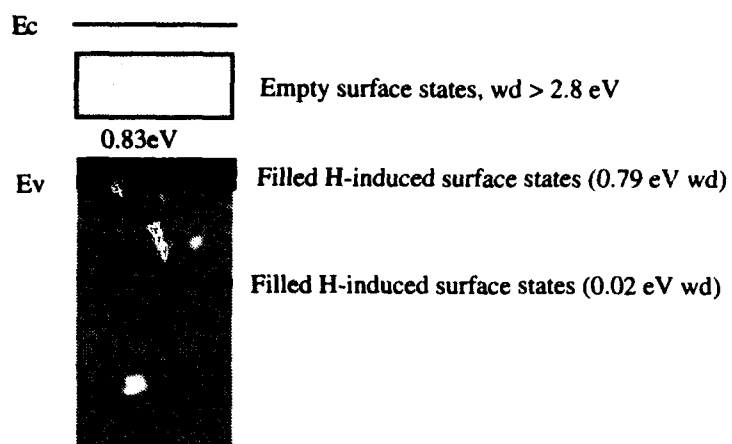 Ec
Empty surface states, wd > 2.8 eV
0.83eV
Ev
Filled H-induced surface states (0.79 eV wd)
Filled H-induced surface states (0.02 eV wd)